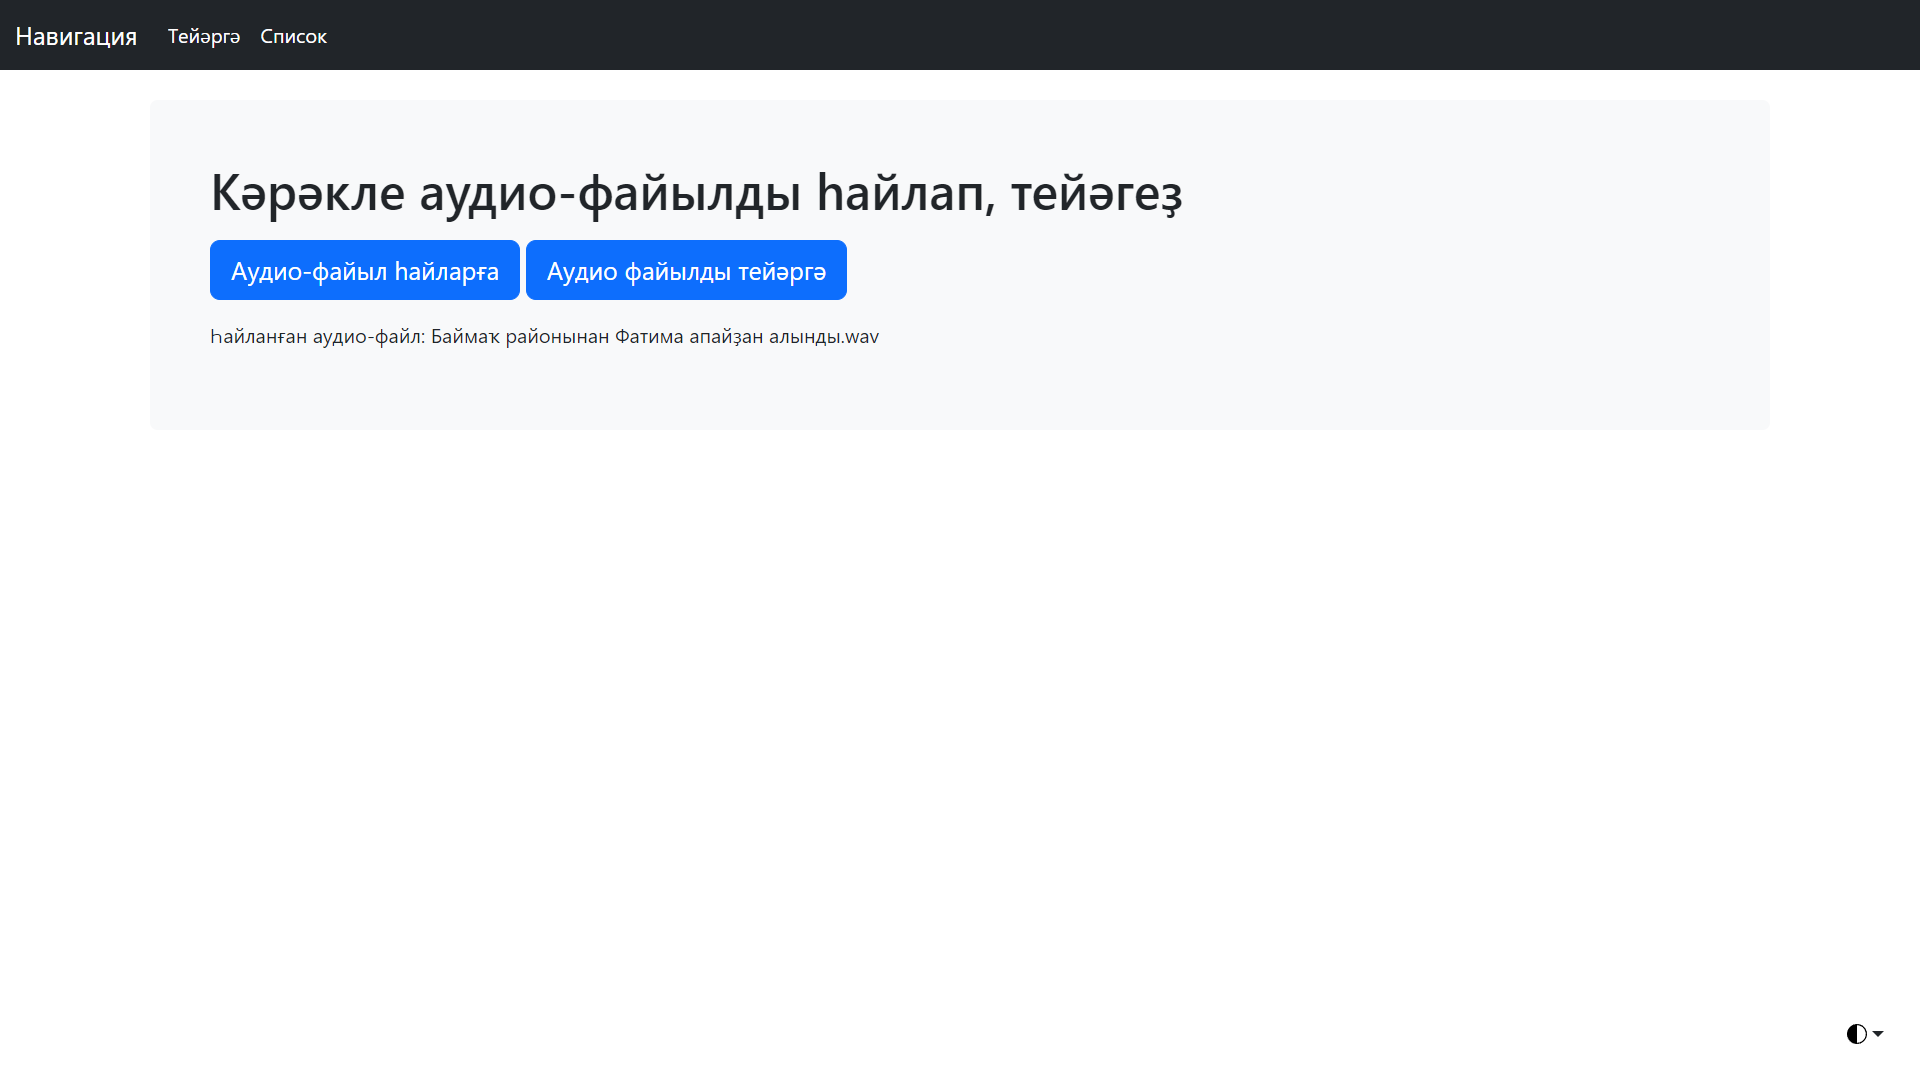 Навигация Тейәргә Список
Кәрәкле аудио-файылды һайлап, тейәгеҙ
Аудио-файыл һайларға Аудио файылды тейәргә
Һайланған аудио-файл: Баймаҡ районынан Фатима апайҙан алынды.wav